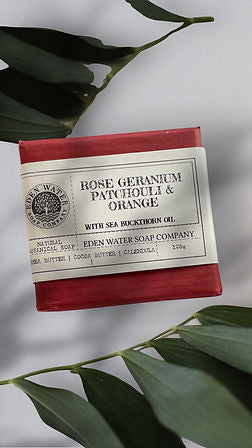 EDEN WATER
SOAP COMPANY
ROSE GERANIUM
PATCHOULI &
ORANGE
WITH SEA BUCKTHORN OIL
NATURAL
BOTANICAL SOAP
EDEN WATER SOAP COMPANY
125g
SHEA BUTTER | COCOA BUTTER | CALENDULA